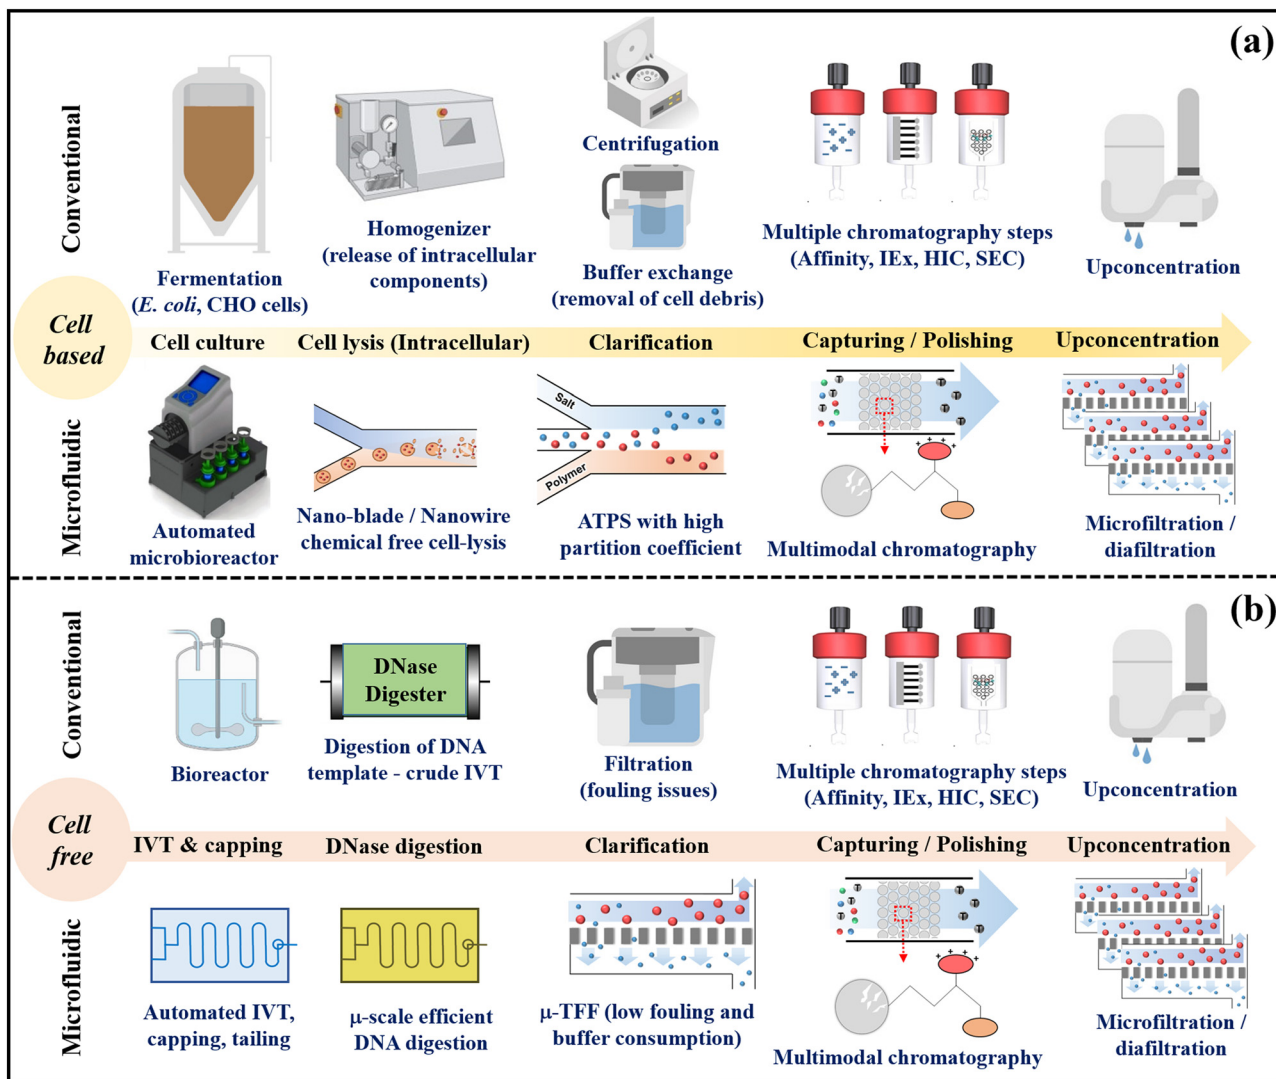 (a)
Conventional
Centrifugation
Homogenizer
(release of intracellular
components)
Multiple chromatography steps
(Affinity, IEx, HIC, SEC)
Fermentation
(E. coli, CHO cells)
Buffer exchange
(removal of cell debris)
Upconcentration
Cell
based
Cell culture
Cell lysis (Intracellular)
Clarification
Capturing / Polishing
Upconcentration
Microfluidic
Salt
Polymer
T
T
T
T
T
+ + + +
Automated
microbioreactor
Nano-blade / Nanowire
chemical free cell-lysis
ATPS with high
partition coefficient
Multimodal chromatography
Microfiltration /
diafiltration
(b)
Conventional
DNase
Digester
Bioreactor
Digestion of DNA
template - crude IVT
Filtration
(fouling issues)
Multiple chromatography steps
(Affinity, IEx, HIC, SEC)
Upconcentration
Cell
free
IVT & capping
DNase digestion
Clarification
Capturing / Polishing
Upconcentration
Microfluidic
T
T
T
T
T
+ + + +
Automated IVT,
capping, tailing
μ-scale efficient
DNA digestion
μ-TFF (low fouling and
buffer consumption)
Multimodal chromatography
Microfiltration /
diafiltration